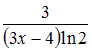 3
(3x − 4)ln2